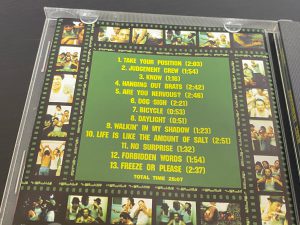 1. TAKE YOUR POSITION (2:03)
2. JUDGEMENT CREW (1:54)
3. KNOW (1:16)
4. HANGING OUT BRATS (2:42)
5. ARE YOU NERVOUS? (2:46)
6. DOG SIGN (2:21)
7. BICYCLE (0:53)
8. DAYLIGHT (0:51)
9. WALKIN' IN MY SHADOW (1:23)
10. LIFE IS LIKE THE AMOUNT OF SALT (2:51)
11. NO SURPRISE (1:32)
12. FORBIDDEN WORDS (1:54)
13. FREEZE OR PLEASE (2:37)
TOTAL TIME 25:07